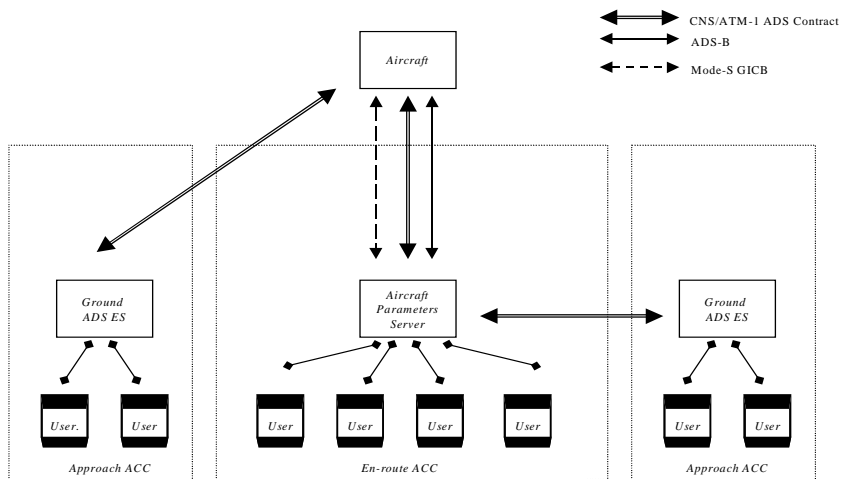 CNS/ATM-1 ADS Contract
ADS-B
Mode-S GICB
Aircraft
Ground
ADS ES
Aircraft
Parameters
Server
Ground
ADS ES
User.
User
User
User
User
User
User
User
Approach ACC
En-route ACC
Approach ACC